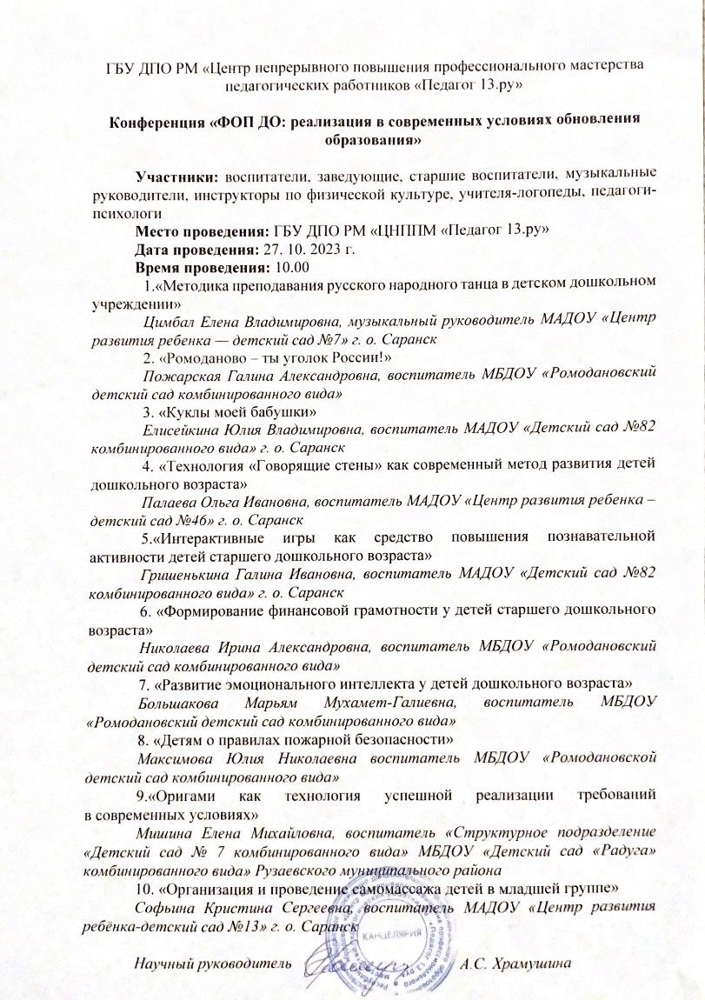 ГБУ ДПО РМ «Центр непрерывного повышения профессионального мастерства
педагогических работников «Педагог 13.ру»
Конференция «ФОП ДО: реализация в современных условиях обновления
образования»
Участники: воспитатели, заведующие, старшие воспитатели, музыкальные
руководители, инструкторы по физической культуре, учителя-логопеды, педагоги-
психологи
Место проведения: ГБУ ДПО РМ «ЦНППМ «Педагог 13.ру»
Дата проведения: 27. 10. 2023 г.
Время проведения: 10.00
1.«Методика преподавания русского народного танца в детском дошкольном
учреждении»
Цимбал Елена Владимировна, музыкальный руководитель МАДОУ «Центр
развития ребенка — детский сад №7» г. о. Саранск
2. «Ромоданово – ты уголок России!»
Пожарская Галина Александровна, воспитатель МБДОУ «Ромодановский
детский сад комбинированного вида»
3. «Куклы моей бабушки»
Елисейкина Юлия Владимировна, воспитатель МАДОУ «Детский сад №82
комбинированного вида» г. о. Саранск
4. «Технология «Говорящие стены» как современный метод развития детей
дошкольного возраста»
Палаева Ольга Ивановна, воспитатель МАДОУ «Центр развития ребенка –
детский сад №46» г. о. Саранск
5.«Интерактивные игры как средство повышения познавательной
активности детей старшего дошкольного возраста»
Гришенькина Галина Ивановна, воспитатель МАДОУ «Детский сад №82
комбинированного вида» г. о. Саранск
6. «Формирование финансовой грамотности у детей старшего дошкольного
возраста»
Николаева Ирина Александровна, воспитатель МБДОУ «Ромодановский
детский сад комбинированного вида»
7. «Развитие эмоционального интеллекта у детей дошкольного возраста»
Большакова Марьям Мухамет-Галиевна, воспитатель МБДОУ
«Ромодановский детский сад комбинированного вида»
8. «Детям о правилах пожарной безопасности»
Максимова Юлия Николаевна воспитатель МБДОУ «Ромодановской
детский сад комбинированного вида»
9.«Оригами как технология успешной реализации требований
в современных условиях»
Мишина Елена Михайловна, воспитатель «Структурное подразделение
«Детский сад № 7 комбинированного вида» МБДОУ «Детский сад «Радуга»
комбинированного вида» Рузаевского муниципального района
10. «Организация и проведение самомассажа детей в младшей группе»
Софьина Кристина Сергеевна, воспитатель МАДОУ «Центр развития
ребёнка-детский сад №13» г. о. Саранск
КАНЦЕЛЯРИЯ
Научный руководитель А.С. Храмушина